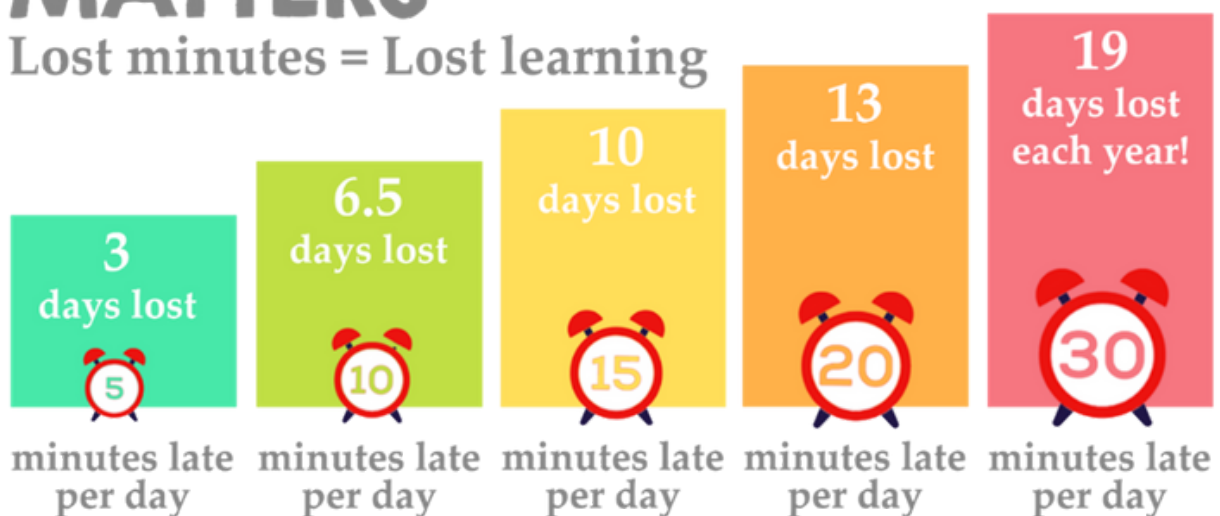 MATTERS
Lost minutes = Lost learning
3
days lost
5
minutes late
per day
6.5
days lost
10
minutes late
per day
10
days lost
15
minutes late
per day
13
days lost
20
minutes late
per day
19
days lost
each year!
30
minutes late
per day